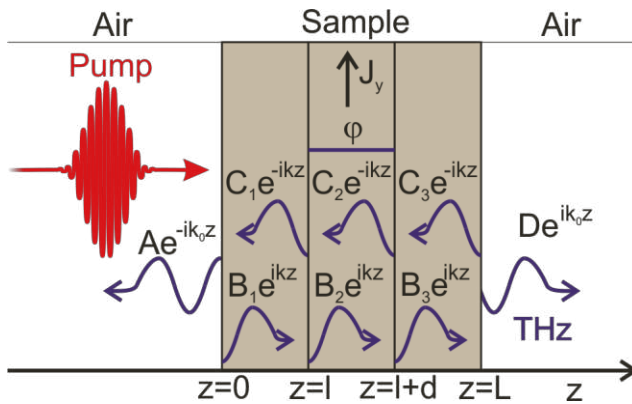 Air Sample Air
Pump
J_y
φ
C₁e^{-ikz} C₂e^{-ikz} C₃e^{-ikz}
Ae^{-ik₀z} De^{ik₀z}
B₁e^{ikz} B₂e^{ikz} B₃e^{ikz}
THz
z=0 z=l z=l+d z=L z